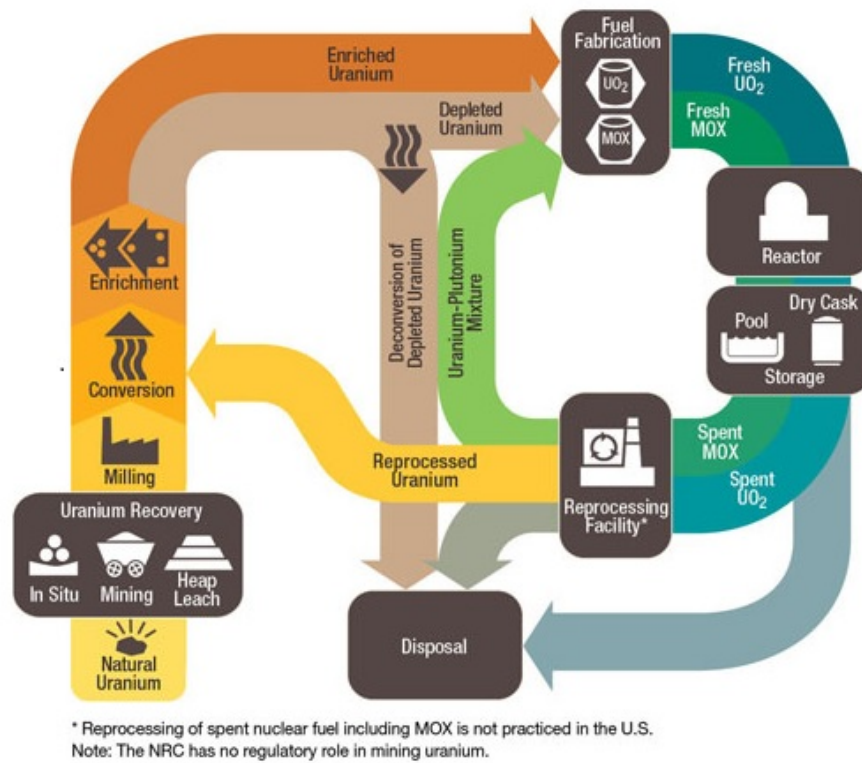 Enriched
Uranium
Depleted
Uranium
Fuel
Fabrication
UO₂
MOX
Fresh
UO₂
Fresh
MOX
Reactor
Dry Cask
Pool
Storage
Enrichment
Conversion
Milling
Deconversion of
Depleted Uranium
Uranium-Plutonium
Mixture
Spent
MOX
Spent
UO₂
Reprocessed
Uranium
Reprocessing
Facility*
Uranium Recovery
In Situ
Mining
Heap
Leach
Natural
Uranium
Disposal
* Reprocessing of spent nuclear fuel including MOX is not practiced in the U.S.
Note: The NRC has no regulatory role in mining uranium.